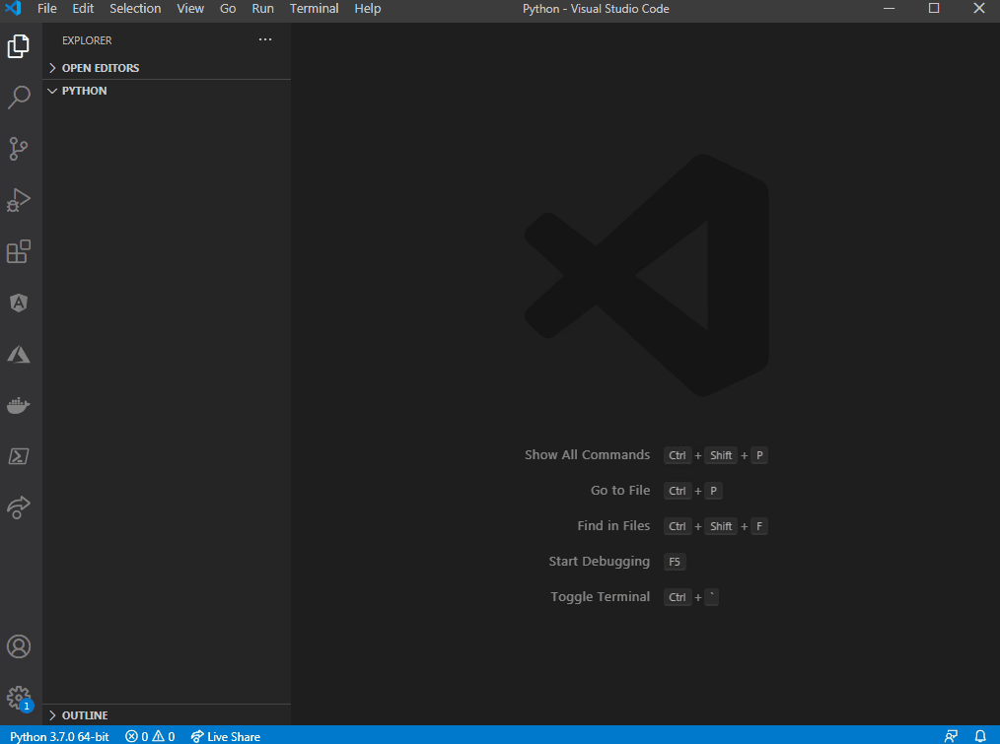 File Edit Selection View Go Run Terminal Help Python - Visual Studio Code
EXPLORER ...
OPEN EDITORS
PYTHON
Show All Commands Ctrl + Shift + P
Go to File Ctrl + P
Find in Files Ctrl + Shift + F
Start Debugging F5
Toggle Terminal Ctrl + `
1
OUTLINE
Python 3.7.0 64-bit 0 0 Live Share